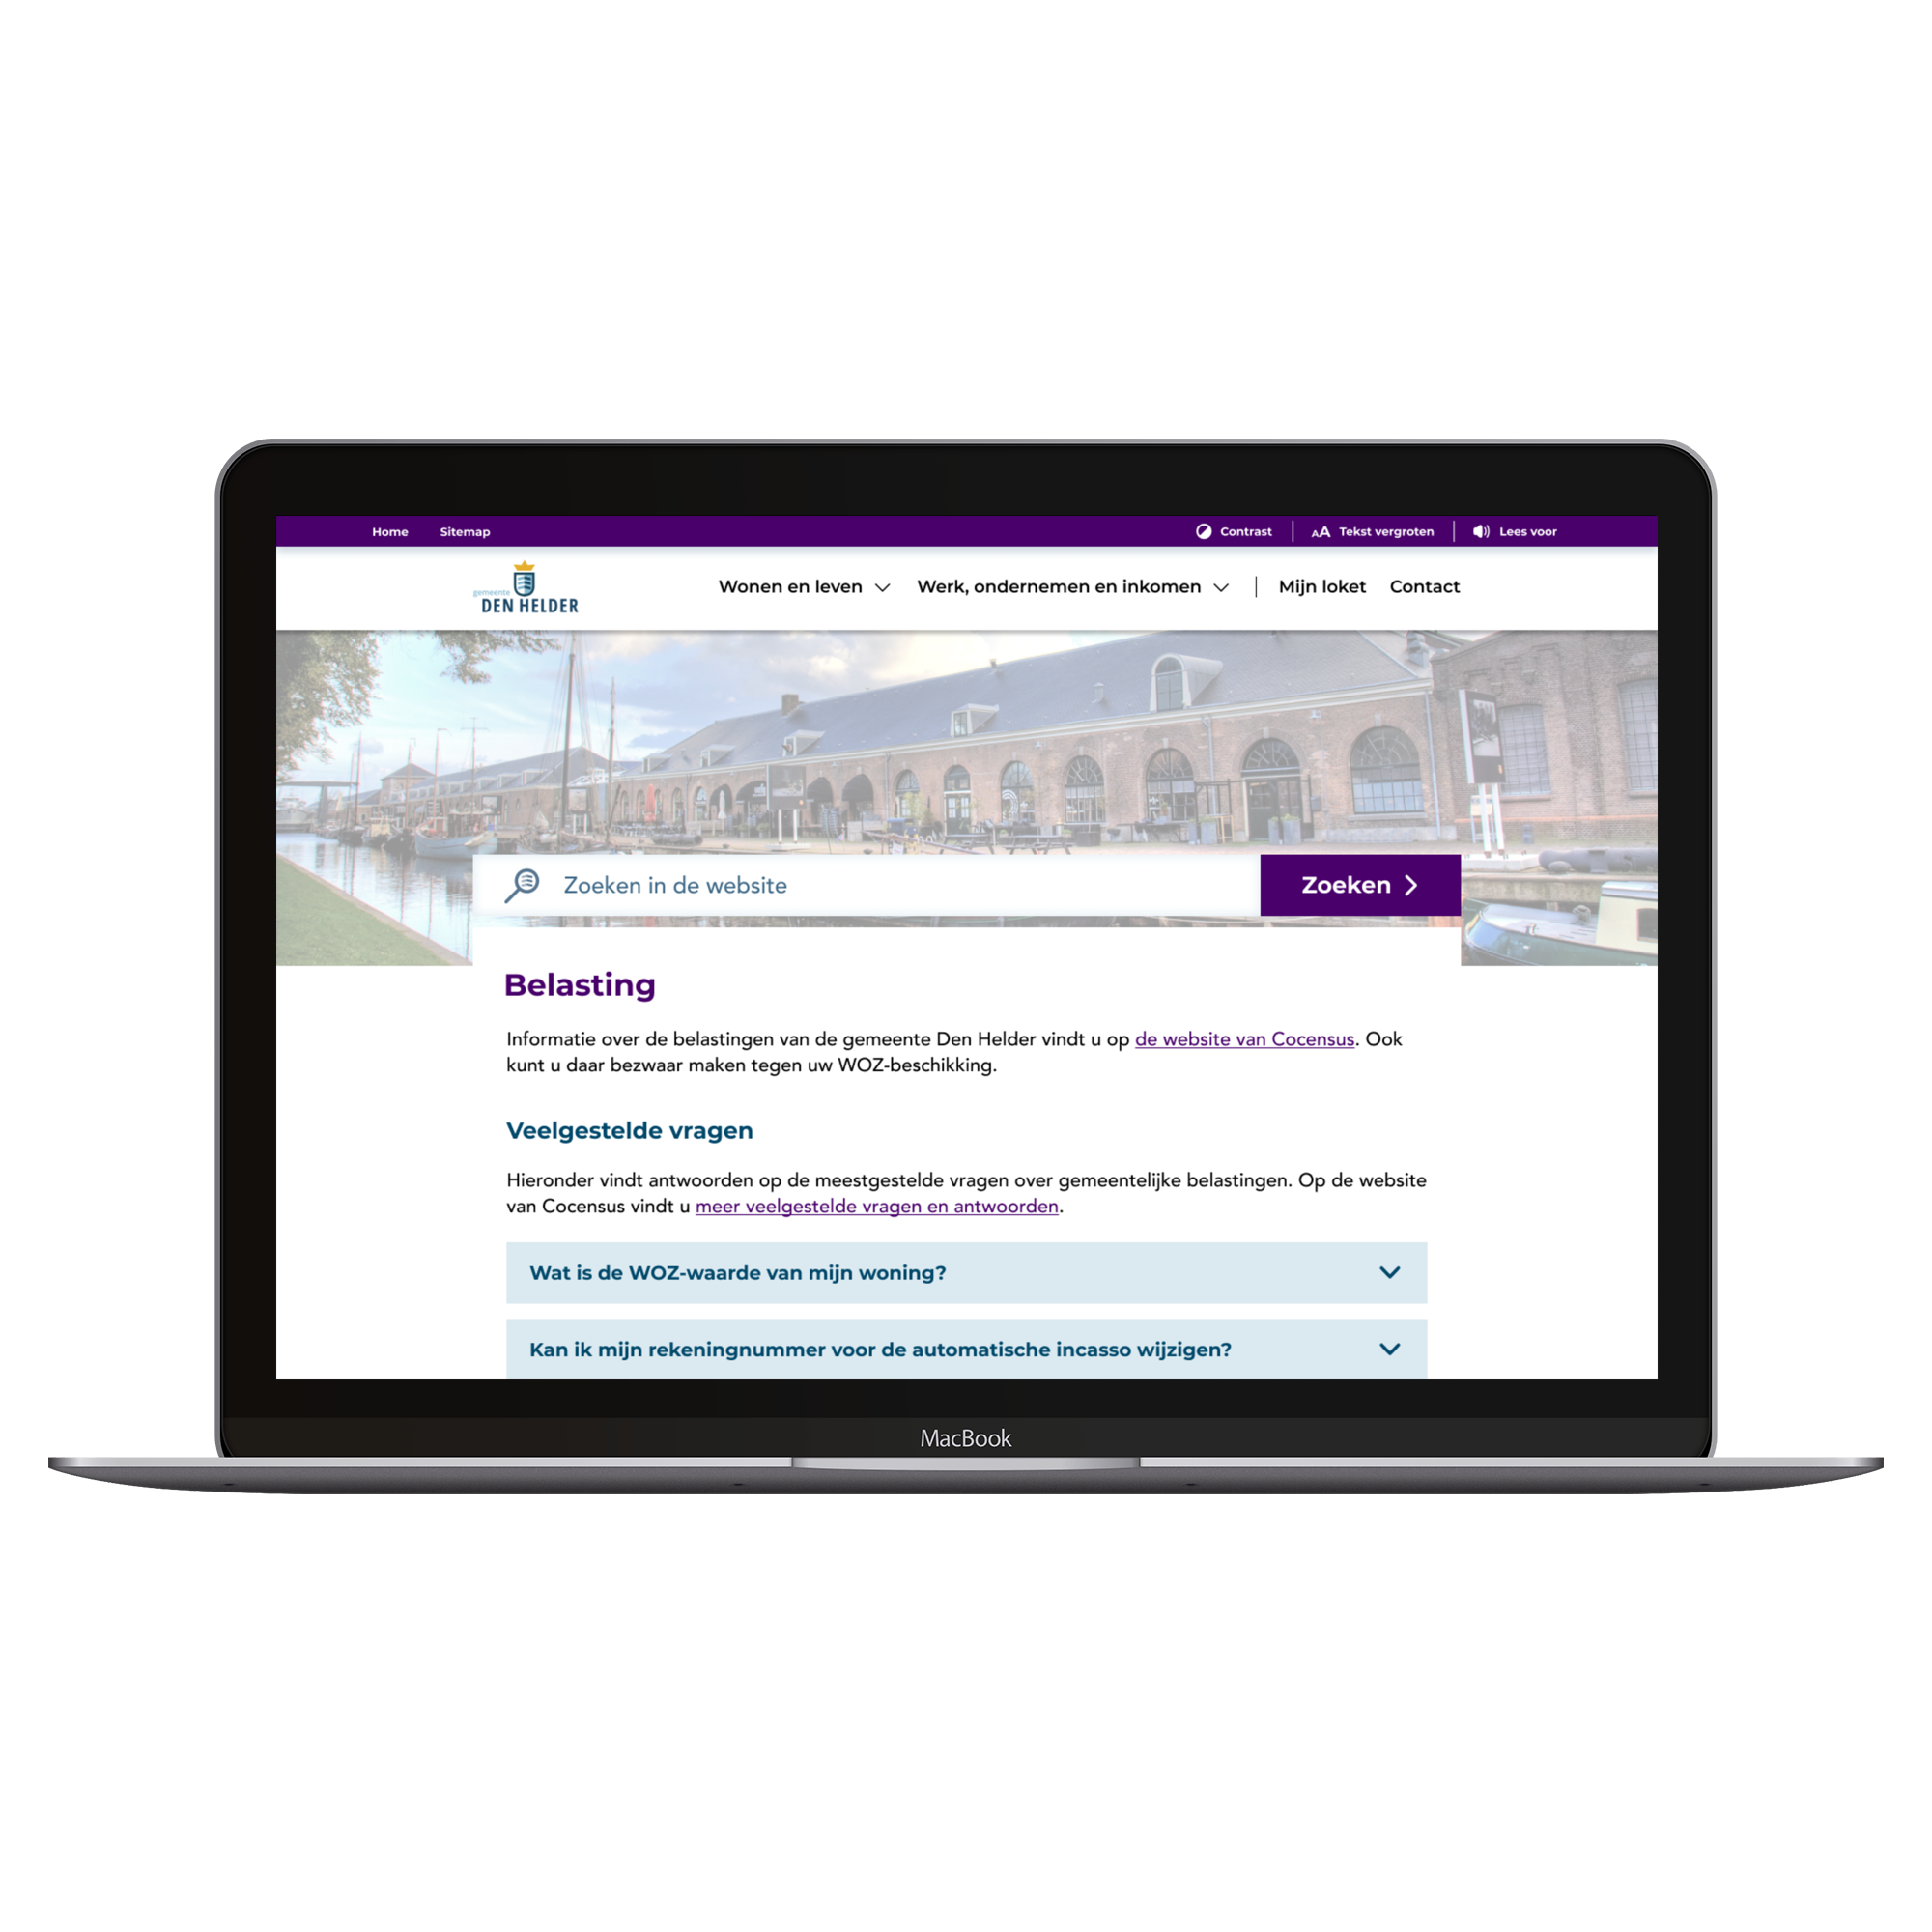 Home Sitemap Contrast AA Tekst vergroten Lees voor
gemeente
DEN HELDER
Wonen en leven Werk, ondernemen en inkomen Mijn loket Contact
Zoeken in de website Zoeken
Belasting
Informatie over de belastingen van de gemeente Den Helder vindt u op de website van Cocensus. Ook
kunt u daar bezwaar maken tegen uw WOZ-beschikking.
Veelgestelde vragen
Hieronder vindt antwoorden op de meestgestelde vragen over gemeentelijke belastingen. Op de website
van Cocensus vindt u meer veelgestelde vragen en antwoorden.
Wat is de WOZ-waarde van mijn woning?
Kan ik mijn rekeningnummer voor de automatische incasso wijzigen?
MacBook